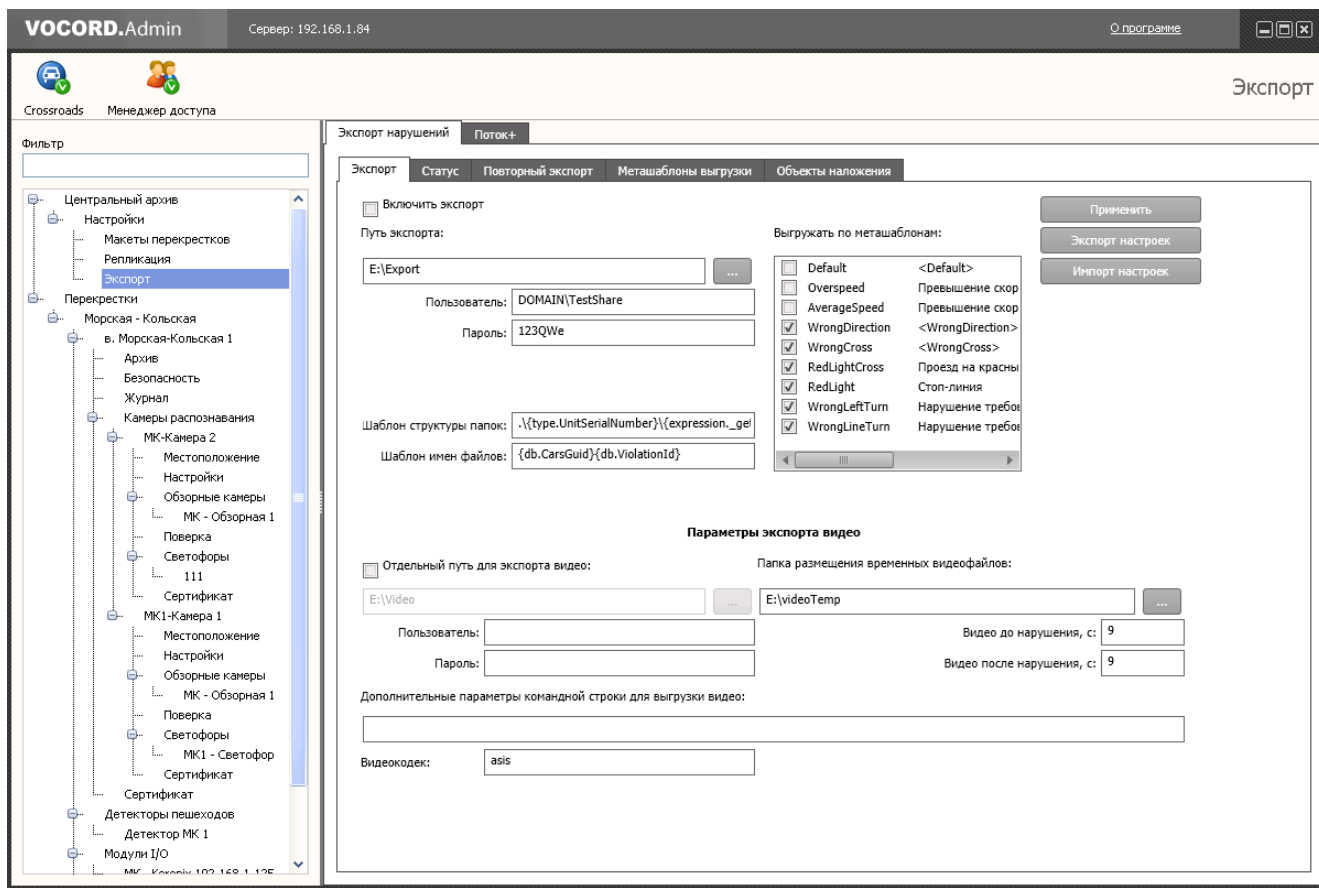 VOCORD.Admin
Сервер: 192.168.1.84
О программе
Crossroads
Менеджер доступа
Экспорт
Фильтр
Центральный архив
Настройки
Макеты перекрестков
Репликация
Экспорт
Перекрестки
Морская - Кольская
в. Морская-Кольская 1
Архив
Безопасность
Журнал
Камеры распознавания
МК-Камера 2
Местоположение
Настройки
Обзорные камеры
МК - Обзорная 1
Поверка
Светофоры
111
Сертификат
МК1-Камера 1
Местоположение
Настройки
Обзорные камеры
МК - Обзорная 1
Поверка
Светофоры
МК1 - Светофор
Сертификат
Сертификат
Детекторы пешеходов
Детектор МК 1
Модули I/O
Экспорт нарушений
Поток+
Экспорт
Статус
Повторный экспорт
Меташаблоны выгрузки
Объекты наложения
Включить экспорт
Путь экспорта:
E:\Export
...
Пользователь: DOMAIN\TestShare
Пароль: 123QWe
Шаблон структуры папок: .\{type.UnitSerialNumber}\{expression._get
Шаблон имен файлов: {db.CarsGuid}{db.ViolationId}
Выгружать по меташаблонам:
Default <Default>
Overspeed Превышение скор
AverageSpeed Превышение скор
WrongDirection <WrongDirection>
WrongCross <WrongCross>
RedLightCross Проезд на красны
RedLight Стоп-линия
WrongLeftTurn Нарушение требов
WrongLineTurn Нарушение требов
Применить
Экспорт настроек
Импорт настроек
Параметры экспорта видео
Отдельный путь для экспорта видео:
E:\Video
...
Пользователь:
Пароль:
Папка размещения временных видеофайлов:
E:\videoTemp
...
Видео до нарушения, с: 9
Видео после нарушения, с: 9
Дополнительные параметры командной строки для выгрузки видео:
Видеокодек: asis